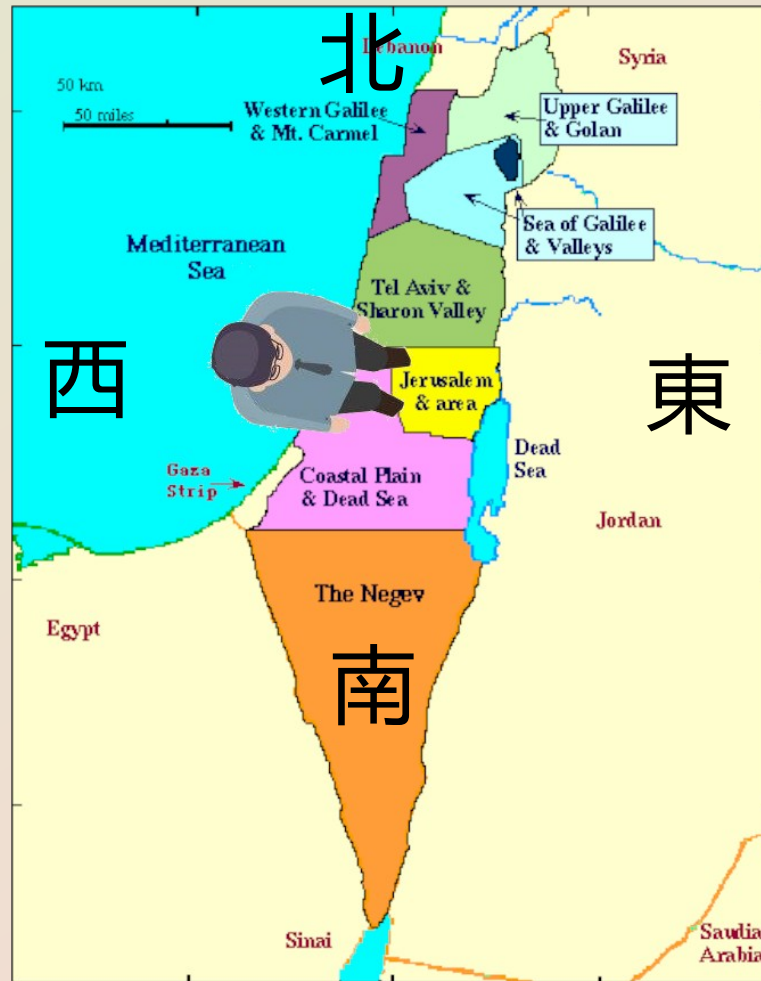 北
Lebanon
Syria
50 km
50 miles
Western Galilee
& Mt. Carmel
Upper Galilee
& Golan
Sea of Galilee
& Valleys
Mediterranean
Sea
Tel Aviv &
Sharon Valley
西
東
Jerusalem
& area
Dead
Sea
Gaza
Strip
Coastal Plain
& Dead Sea
Jordan
The Negev
Egypt
南
Sinai
Saudia
Arabia